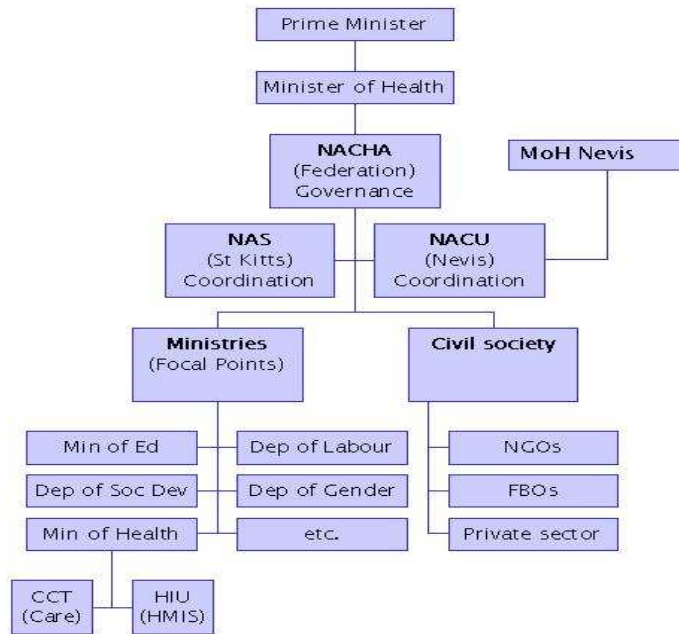 Prime Minister
Minister of Health
NACHA
(Federation)
Governance
MoH Nevis
NAS
(St Kitts)
Coordination
NACU
(Nevis)
Coordination
Ministries
(Focal Points)
Civil society
Min of Ed
Dep of Labour
NGOs
Dep of Soc Dev
Dep of Gender
FBOs
Min of Health
etc.
Private sector
CCT
(Care)
HIU
(HMIS)